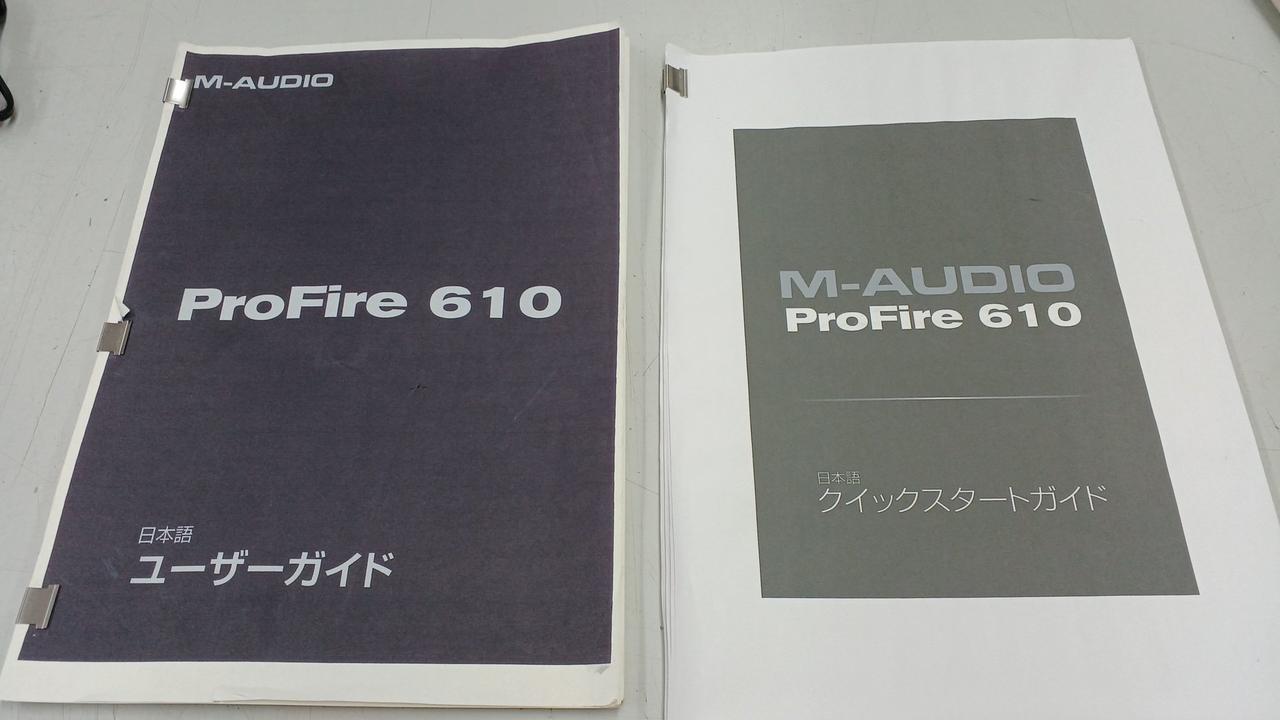 M-AUDIO
ProFire 610
日本語
ユーザーガイド
M-AUDIO
ProFire 610
日本語
クイックスタートガイド